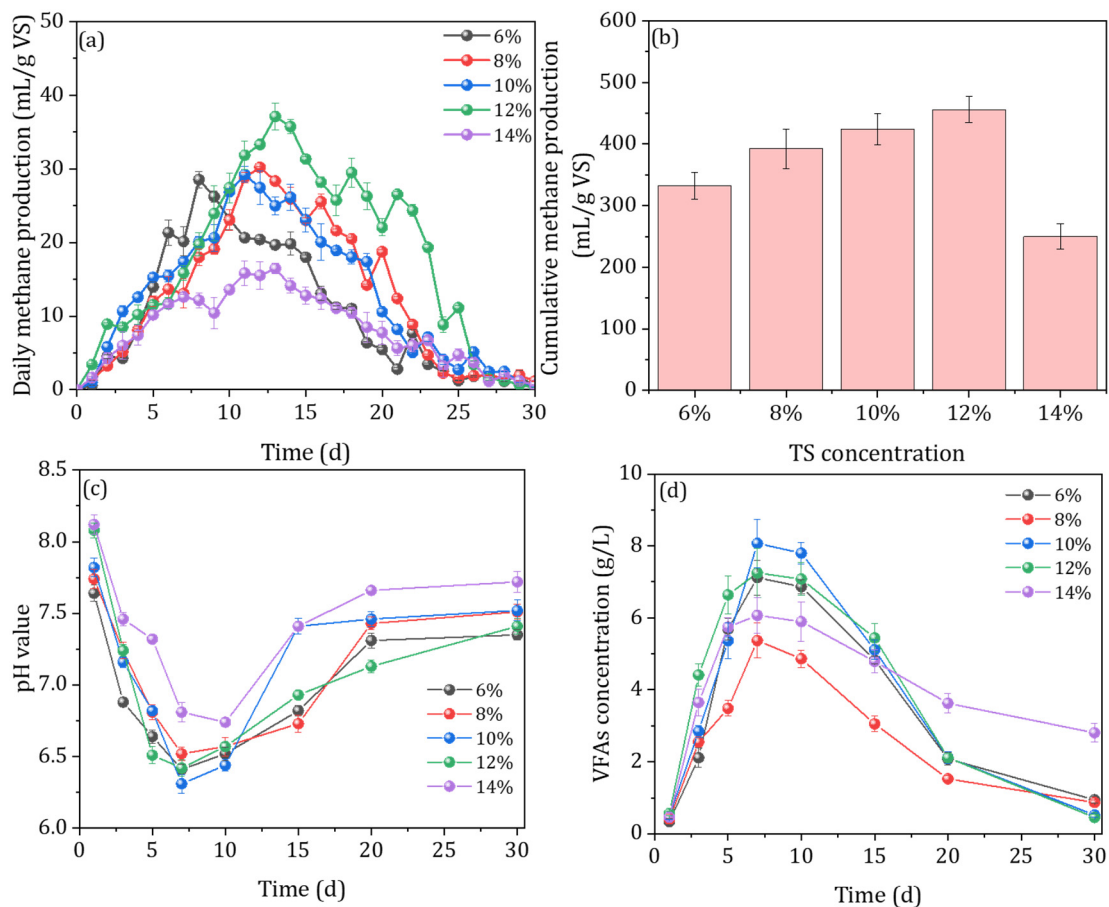 (a)
Daily methane production (mL/g VS)
50
40
30
20
10
0
6%
8%
10%
12%
14%
0 5 10 15 20 25 30
Time (d)
(b)
Cumulative methane production
(mL/g VS)
600
500
400
300
200
100
0
6% 8% 10% 12% 14%
TS concentration
(c)
pH value
8.5
8.0
7.5
7.0
6.5
6.0
6%
8%
10%
12%
14%
0 5 10 15 20 25 30
Time (d)
(d)
VFAs concentration (g/L)
10
8
6
4
2
0
6%
8%
10%
12%
14%
0 5 10 15 20 25 30
Time (d)